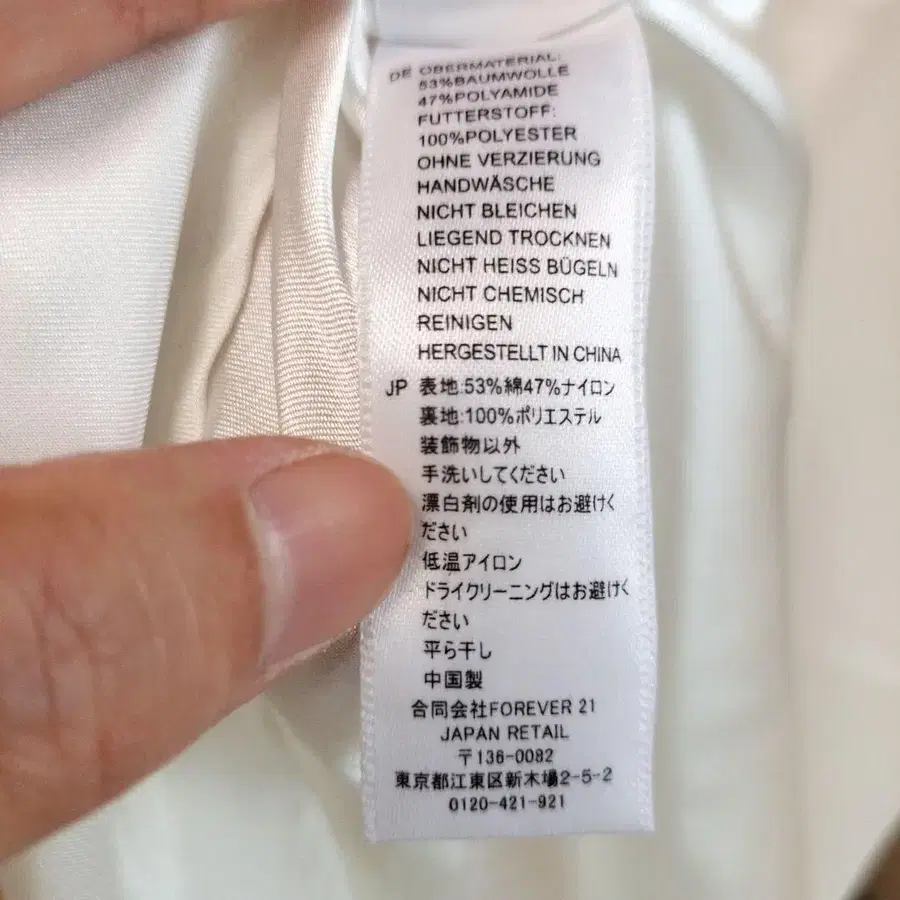 DE OBERMATERIAL:
53%BAUMWOLLE
47%POLYAMIDE
FUTTERSTOFF:
100%POLYESTER
OHNE VERZIERUNG
HANDWÄSCHE
NICHT BLEICHEN
LIEGEND TROCKNEN
NICHT HEISS BÜGELN
NICHT CHEMISCH
REINIGEN
HERGESTELLT IN CHINA
JP 表地:53%綿47%ナイロン
裏地:100%ポリエステル
装飾物以外
手洗いしてください
漂白剤の使用はお避けく
ださい
低温アイロン
ドライクリーニングはお避けく
ださい
平ら干し
中国製
合同会社FOREVER 21
JAPAN RETAIL
〒136-0082
東京都江東区新木場2-5-2
0120-421-921